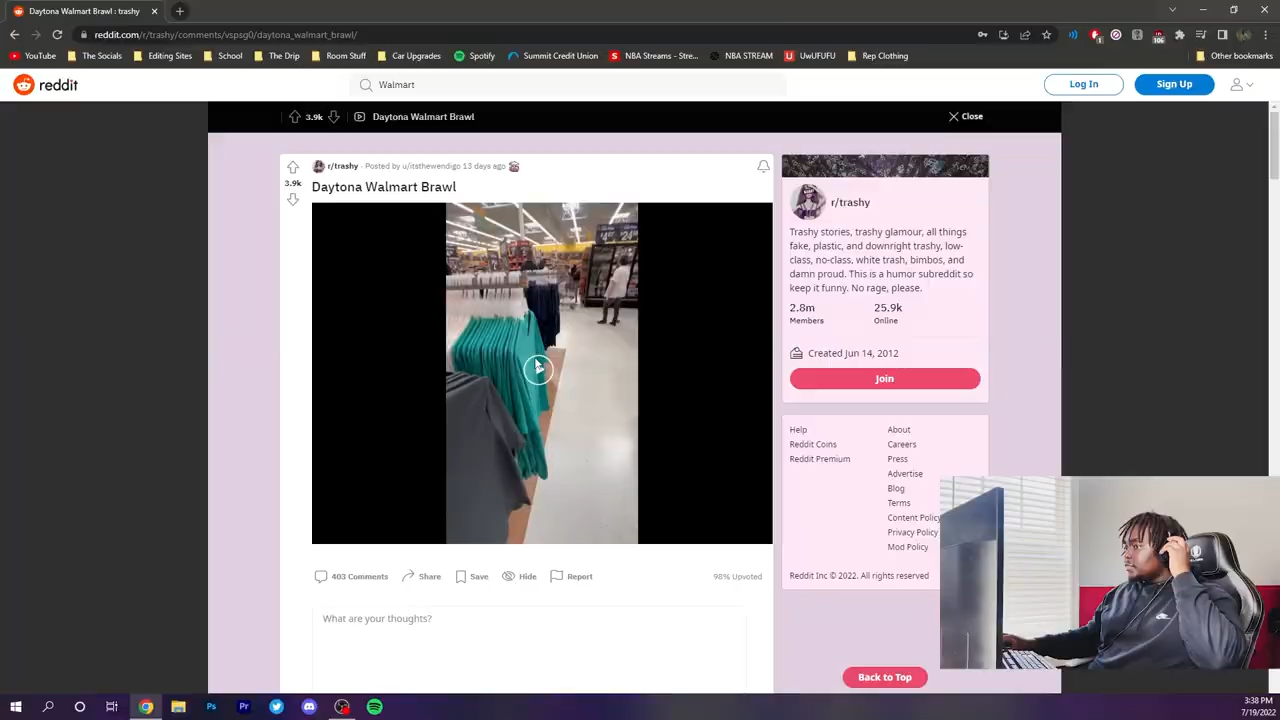 Daytona Walmart Brawl : trashy
reddit.com/r/trashy/comments/vspsg0/daytona_walmart_brawl/
YouTube
The Socials
Editing Sites
School
The Drip
Room Stuff
Car Upgrades
Spotify
Summit Credit Union
NBA Streams - Stre...
NBA STREAM
UwUFUFU
Rep Clothing
Other bookmarks
reddit
Walmart
Log In
Sign Up
3.9k
Daytona Walmart Brawl
Close
r/trashy · Posted by u/itsthewendigo 13 days ago
3.9k
Daytona Walmart Brawl
r/trashy
Trashy stories, trashy glamour, all things
fake, plastic, and downright trashy, low-
class, no-class, white trash, bimbos, and
damn proud. This is a humor subreddit so
keep it funny. No rage, please.
2.8m
Members
25.9k
Online
Created Jun 14, 2012
Join
Help
Reddit Coins
Reddit Premium
About
Careers
Press
Advertise
Blog
Terms
Content Policy
Privacy Policy
Mod Policy
Reddit Inc © 2022. All rights reserved
403 Comments
Share
Save
Hide
Report
98% Upvoted
What are your thoughts?
Back to Top
3:38 PM
7/19/2022